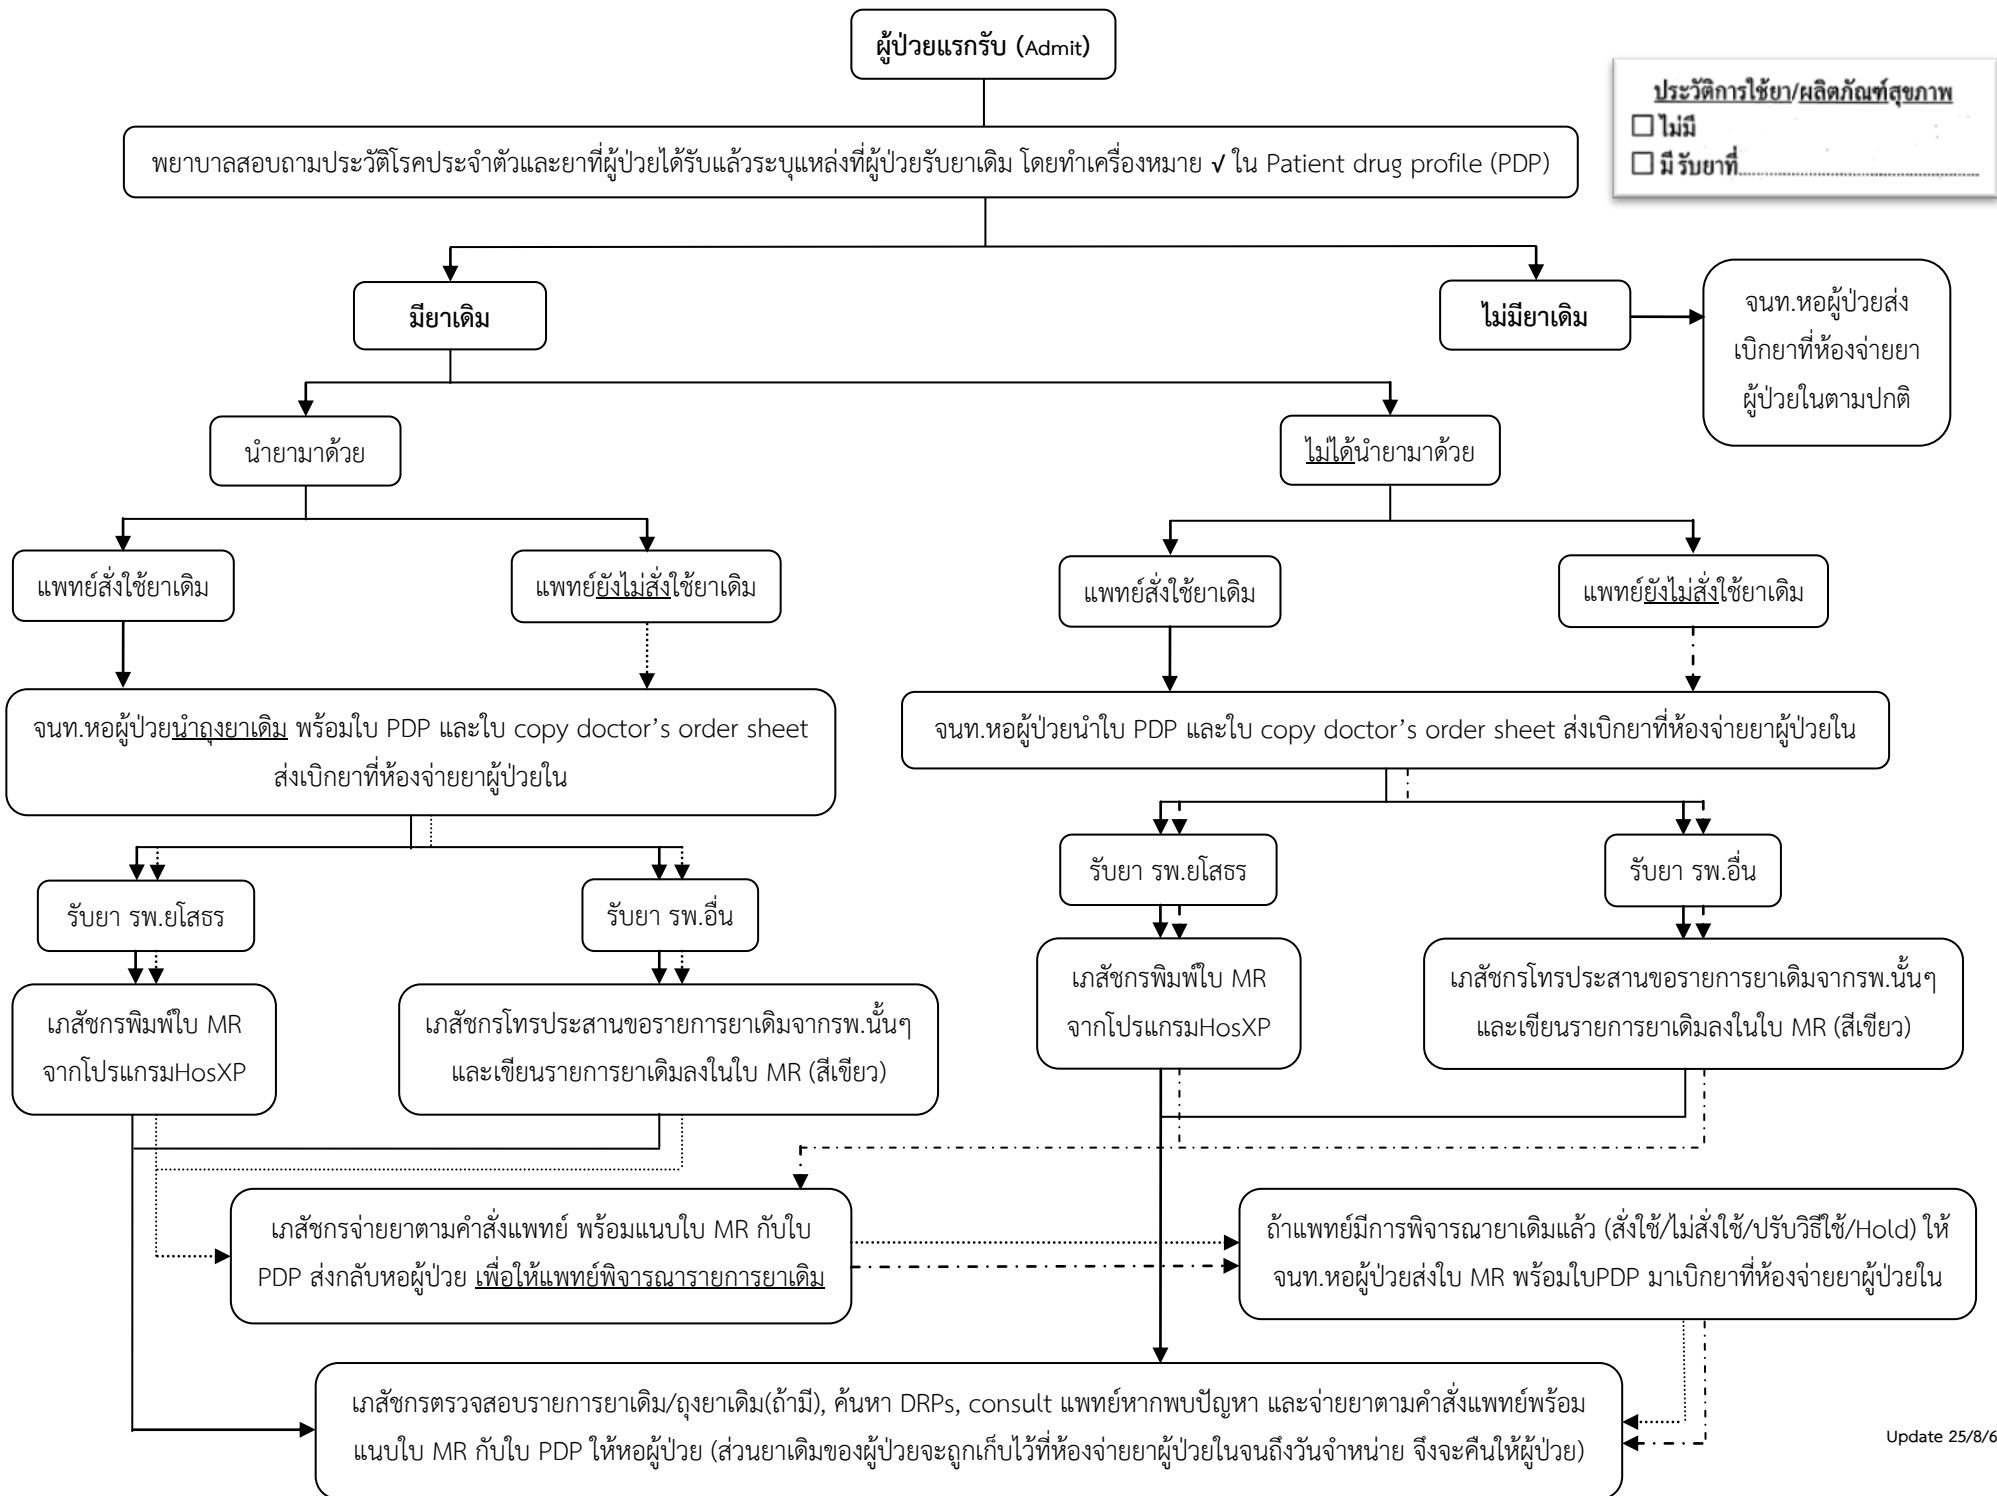 ผู้ป่วยแรกรับ (Admit)
ประวัติการใช้ยา/ผลิตภัณฑ์สุขภาพ
ไม่มี
มี รับยาที่
พยาบาลสอบถามประวัติโรคประจำตัวและยาที่ผู้ป่วยได้รับแล้วระบุแหล่งที่ผู้ป่วยรับยาเดิม โดยทำเครื่องหมาย √ ใน Patient drug profile (PDP)
มียาเดิม
ไม่มียาเดิม
จนท.หอผู้ป่วยส่ง
เบิกยาที่ห้องจ่ายยา
ผู้ป่วยในตามปกติ
นำยามาด้วย
ไม่ได้นำยามาด้วย
แพทย์สั่งใช้ยาเดิม
แพทย์ยังไม่สั่งใช้ยาเดิม
แพทย์สั่งใช้ยาเดิม
แพทย์ยังไม่สั่งใช้ยาเดิม
จนท.หอผู้ป่วยนำถุงยาเดิม พร้อมใบ PDP และใบ copy doctor’s order sheet
ส่งเบิกยาที่ห้องจ่ายยาผู้ป่วยใน
จนท.หอผู้ป่วยนำใบ PDP และใบ copy doctor’s order sheet ส่งเบิกยาที่ห้องจ่ายยาผู้ป่วยใน
รับยา รพ.ยโสธร
รับยา รพ.อื่น
รับยา รพ.ยโสธร
รับยา รพ.อื่น
เภสัชกรพิมพ์ใบ MR
จากโปรแกรมHosXP
เภสัชกรโทรประสานขอรายการยาเดิมจากรพ.นั้นๆ
และเขียนรายการยาเดิมลงในใบ MR (สีเขียว)
เภสัชกรพิมพ์ใบ MR
จากโปรแกรมHosXP
เภสัชกรโทรประสานขอรายการยาเดิมจากรพ.นั้นๆ
และเขียนรายการยาเดิมลงในใบ MR (สีเขียว)
เภสัชกรจ่ายยาตามคำสั่งแพทย์ พร้อมแนบใบ MR กับใบ
PDP ส่งกลับหอผู้ป่วย เพื่อให้แพทย์พิจารณารายการยาเดิม
ถ้าแพทย์มีการพิจารณายาเดิมแล้ว (สั่งใช้/ไม่สั่งใช้/ปรับวิธีใช้/Hold) ให้
จนท.หอผู้ป่วยส่งใบ MR พร้อมใบPDP มาเบิกยาที่ห้องจ่ายยาผู้ป่วยใน
เภสัชกรตรวจสอบรายการยาเดิม/ถุงยาเดิม(ถ้ามี), ค้นหา DRPs, consult แพทย์หากพบปัญหา และจ่ายยาตามคำสั่งแพทย์พร้อม
แนบใบ MR กับใบ PDP ให้หอผู้ป่วย (ส่วนยาเดิมของผู้ป่วยจะถูกเก็บไว้ที่ห้องจ่ายยาผู้ป่วยในจนถึงวันจำหน่าย จึงจะคืนให้ผู้ป่วย)
Update 25/8/6